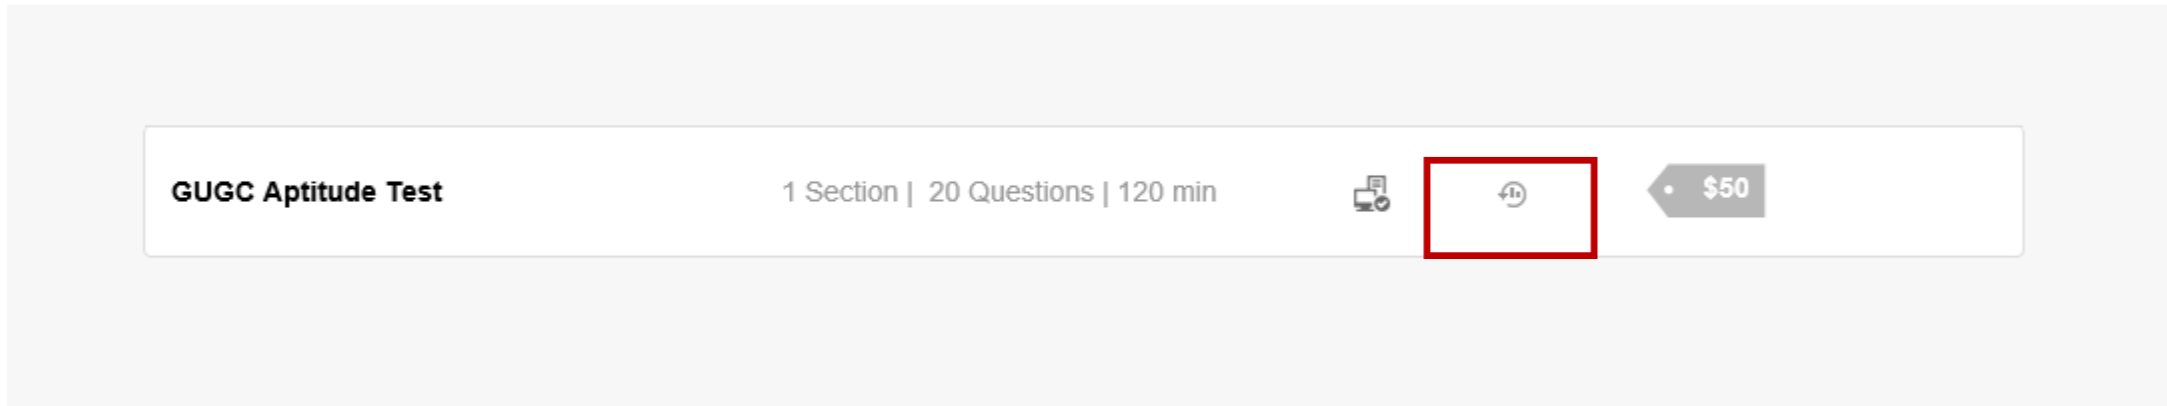 GUGC Aptitude Test
1 Section | 20 Questions | 120 min
$50